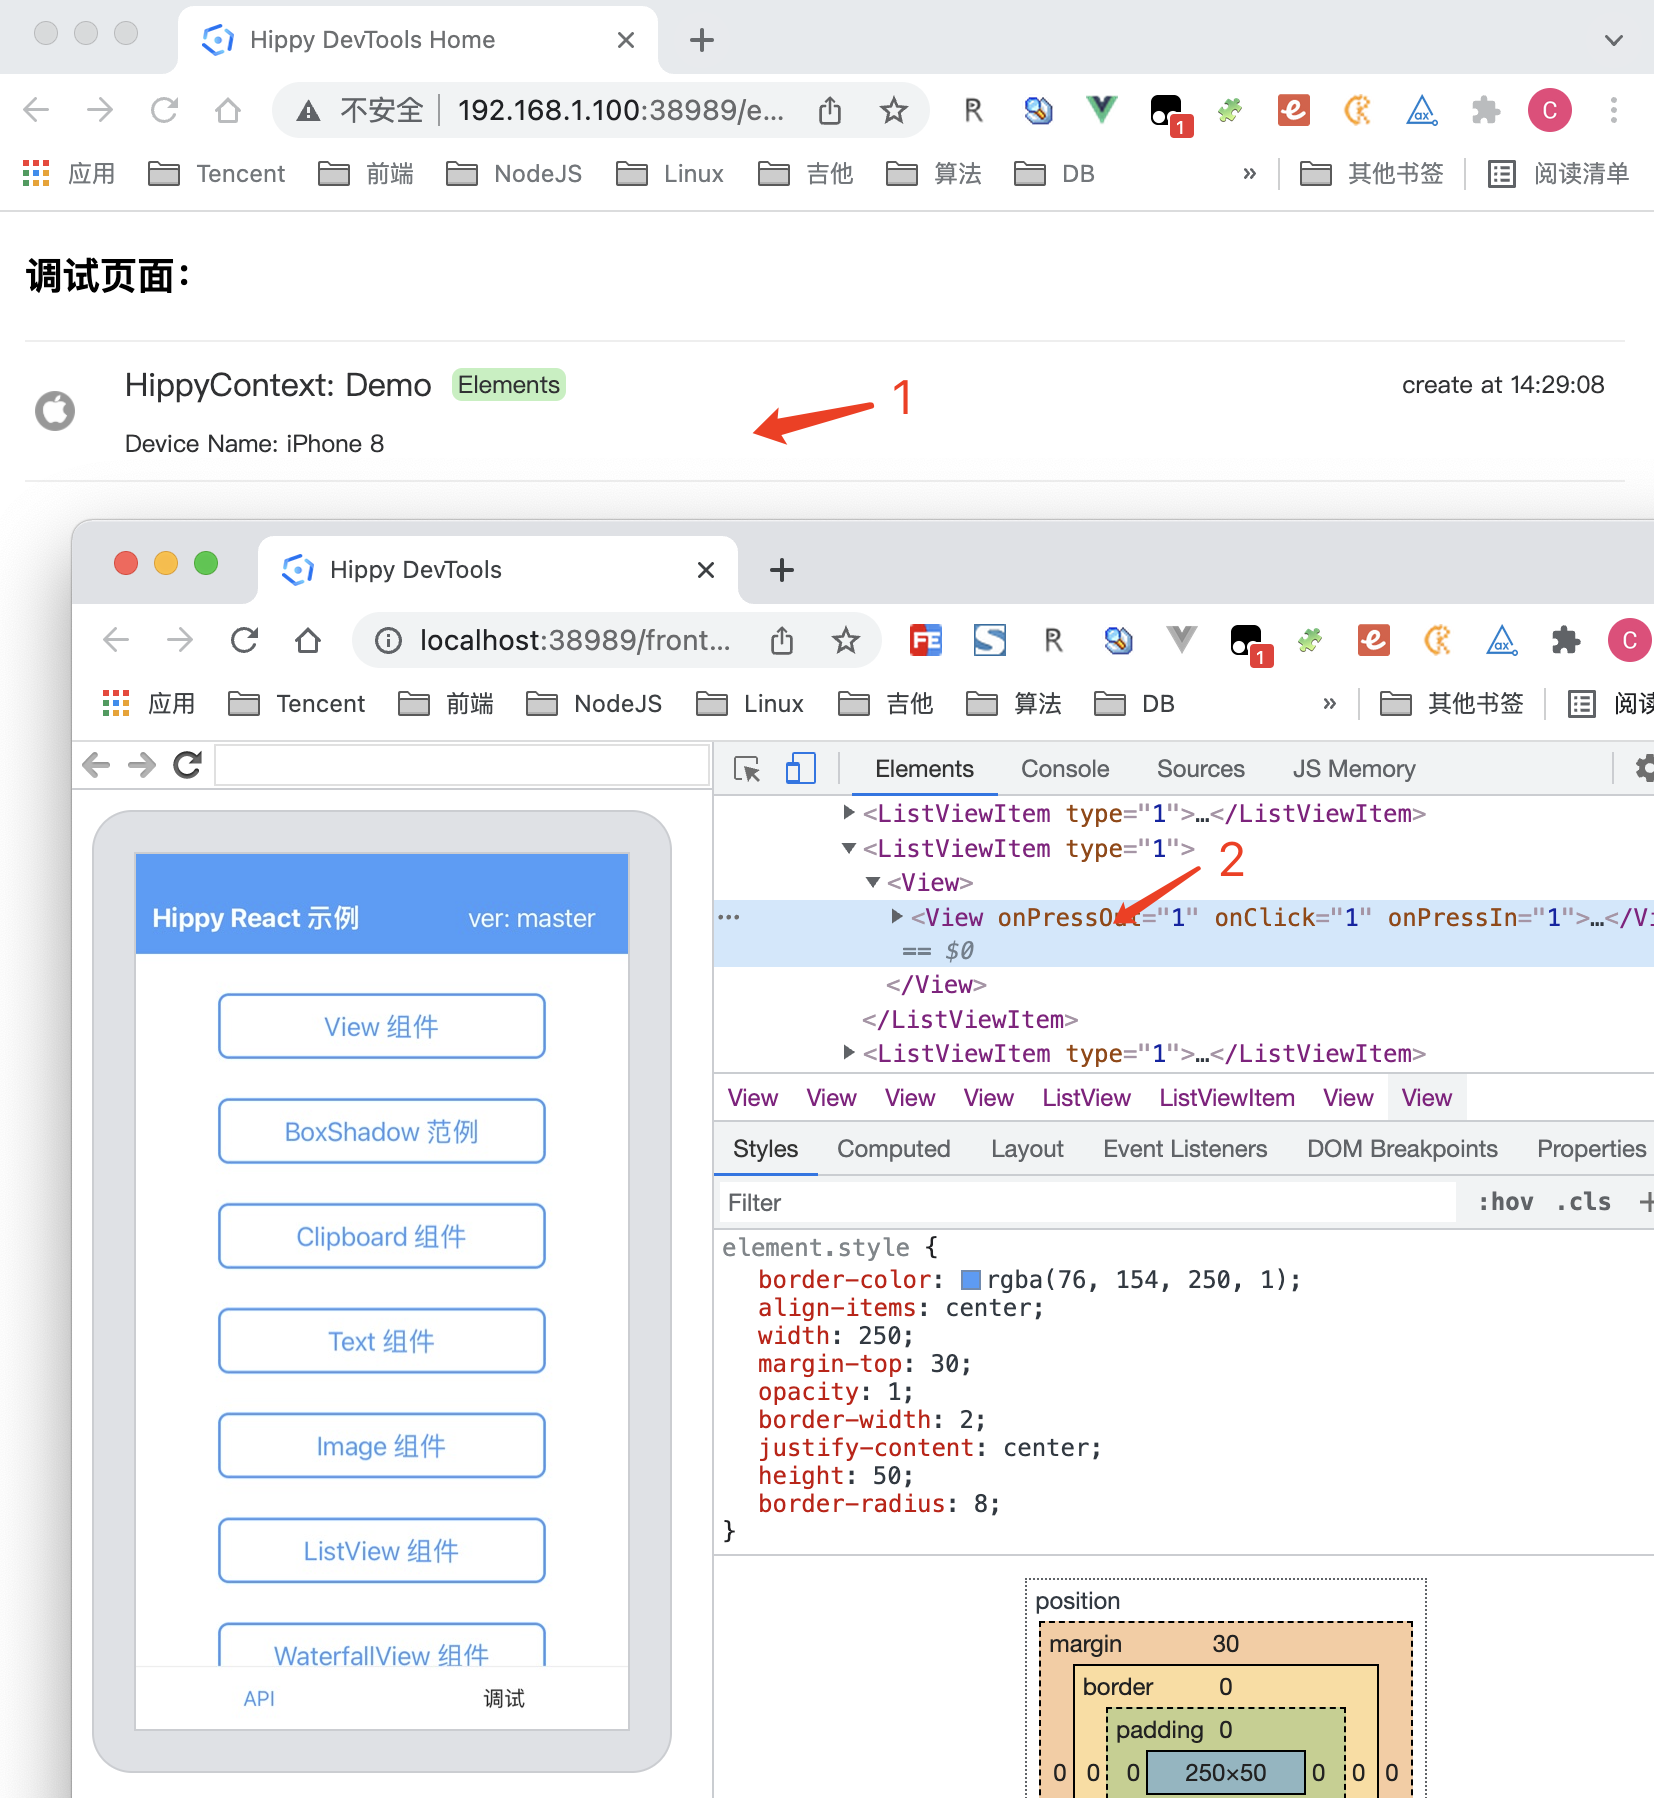 Hippy DevTools Home
不安全 192.168.1.100:38989/e... R 1 C
应用 Tencent 前端 NodeJS Linux 吉他 算法 DB » 其他书签 阅读清单
调试页面：
HippyContext: Demo Elements create at 14:29:08
1
Device Name: iPhone 8
Hippy DevTools
localhost:38989/front... FE S R 1 C
应用 Tencent 前端 NodeJS Linux 吉他 算法 DB » 其他书签
Elements Console Sources JS Memory
<ListViewItem type="1">…</ListViewItem>
<ListViewItem type="1">
2
<View>
<View onPressOut="1" onClick="1" onPressIn="1">…</Vi
== $0
</View>
</ListViewItem>
<ListViewItem type="1">…</ListViewItem>
View View View View ListView ListViewItem View View
Styles Computed Layout Event Listeners DOM Breakpoints Properties
Filter :hov .cls +
element.style {
border-color: rgba(76, 154, 250, 1);
align-items: center;
width: 250;
margin-top: 30;
opacity: 1;
border-width: 2;
justify-content: center;
height: 50;
border-radius: 8;
}
position
margin 30
border 0
padding 0
0 0 0 250×50 0 0 0
Hippy React 示例 ver: master
View 组件
BoxShadow 范例
Clipboard 组件
Text 组件
Image 组件
ListView 组件
WaterfallView 组件
API 调试